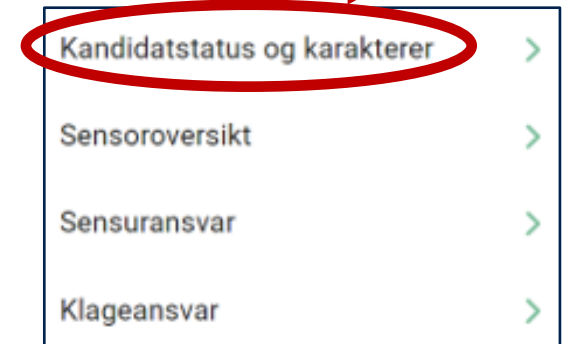 Kandidatstatus og karakterer
Sensoroversikt
Sensuransvar
Klageansvar